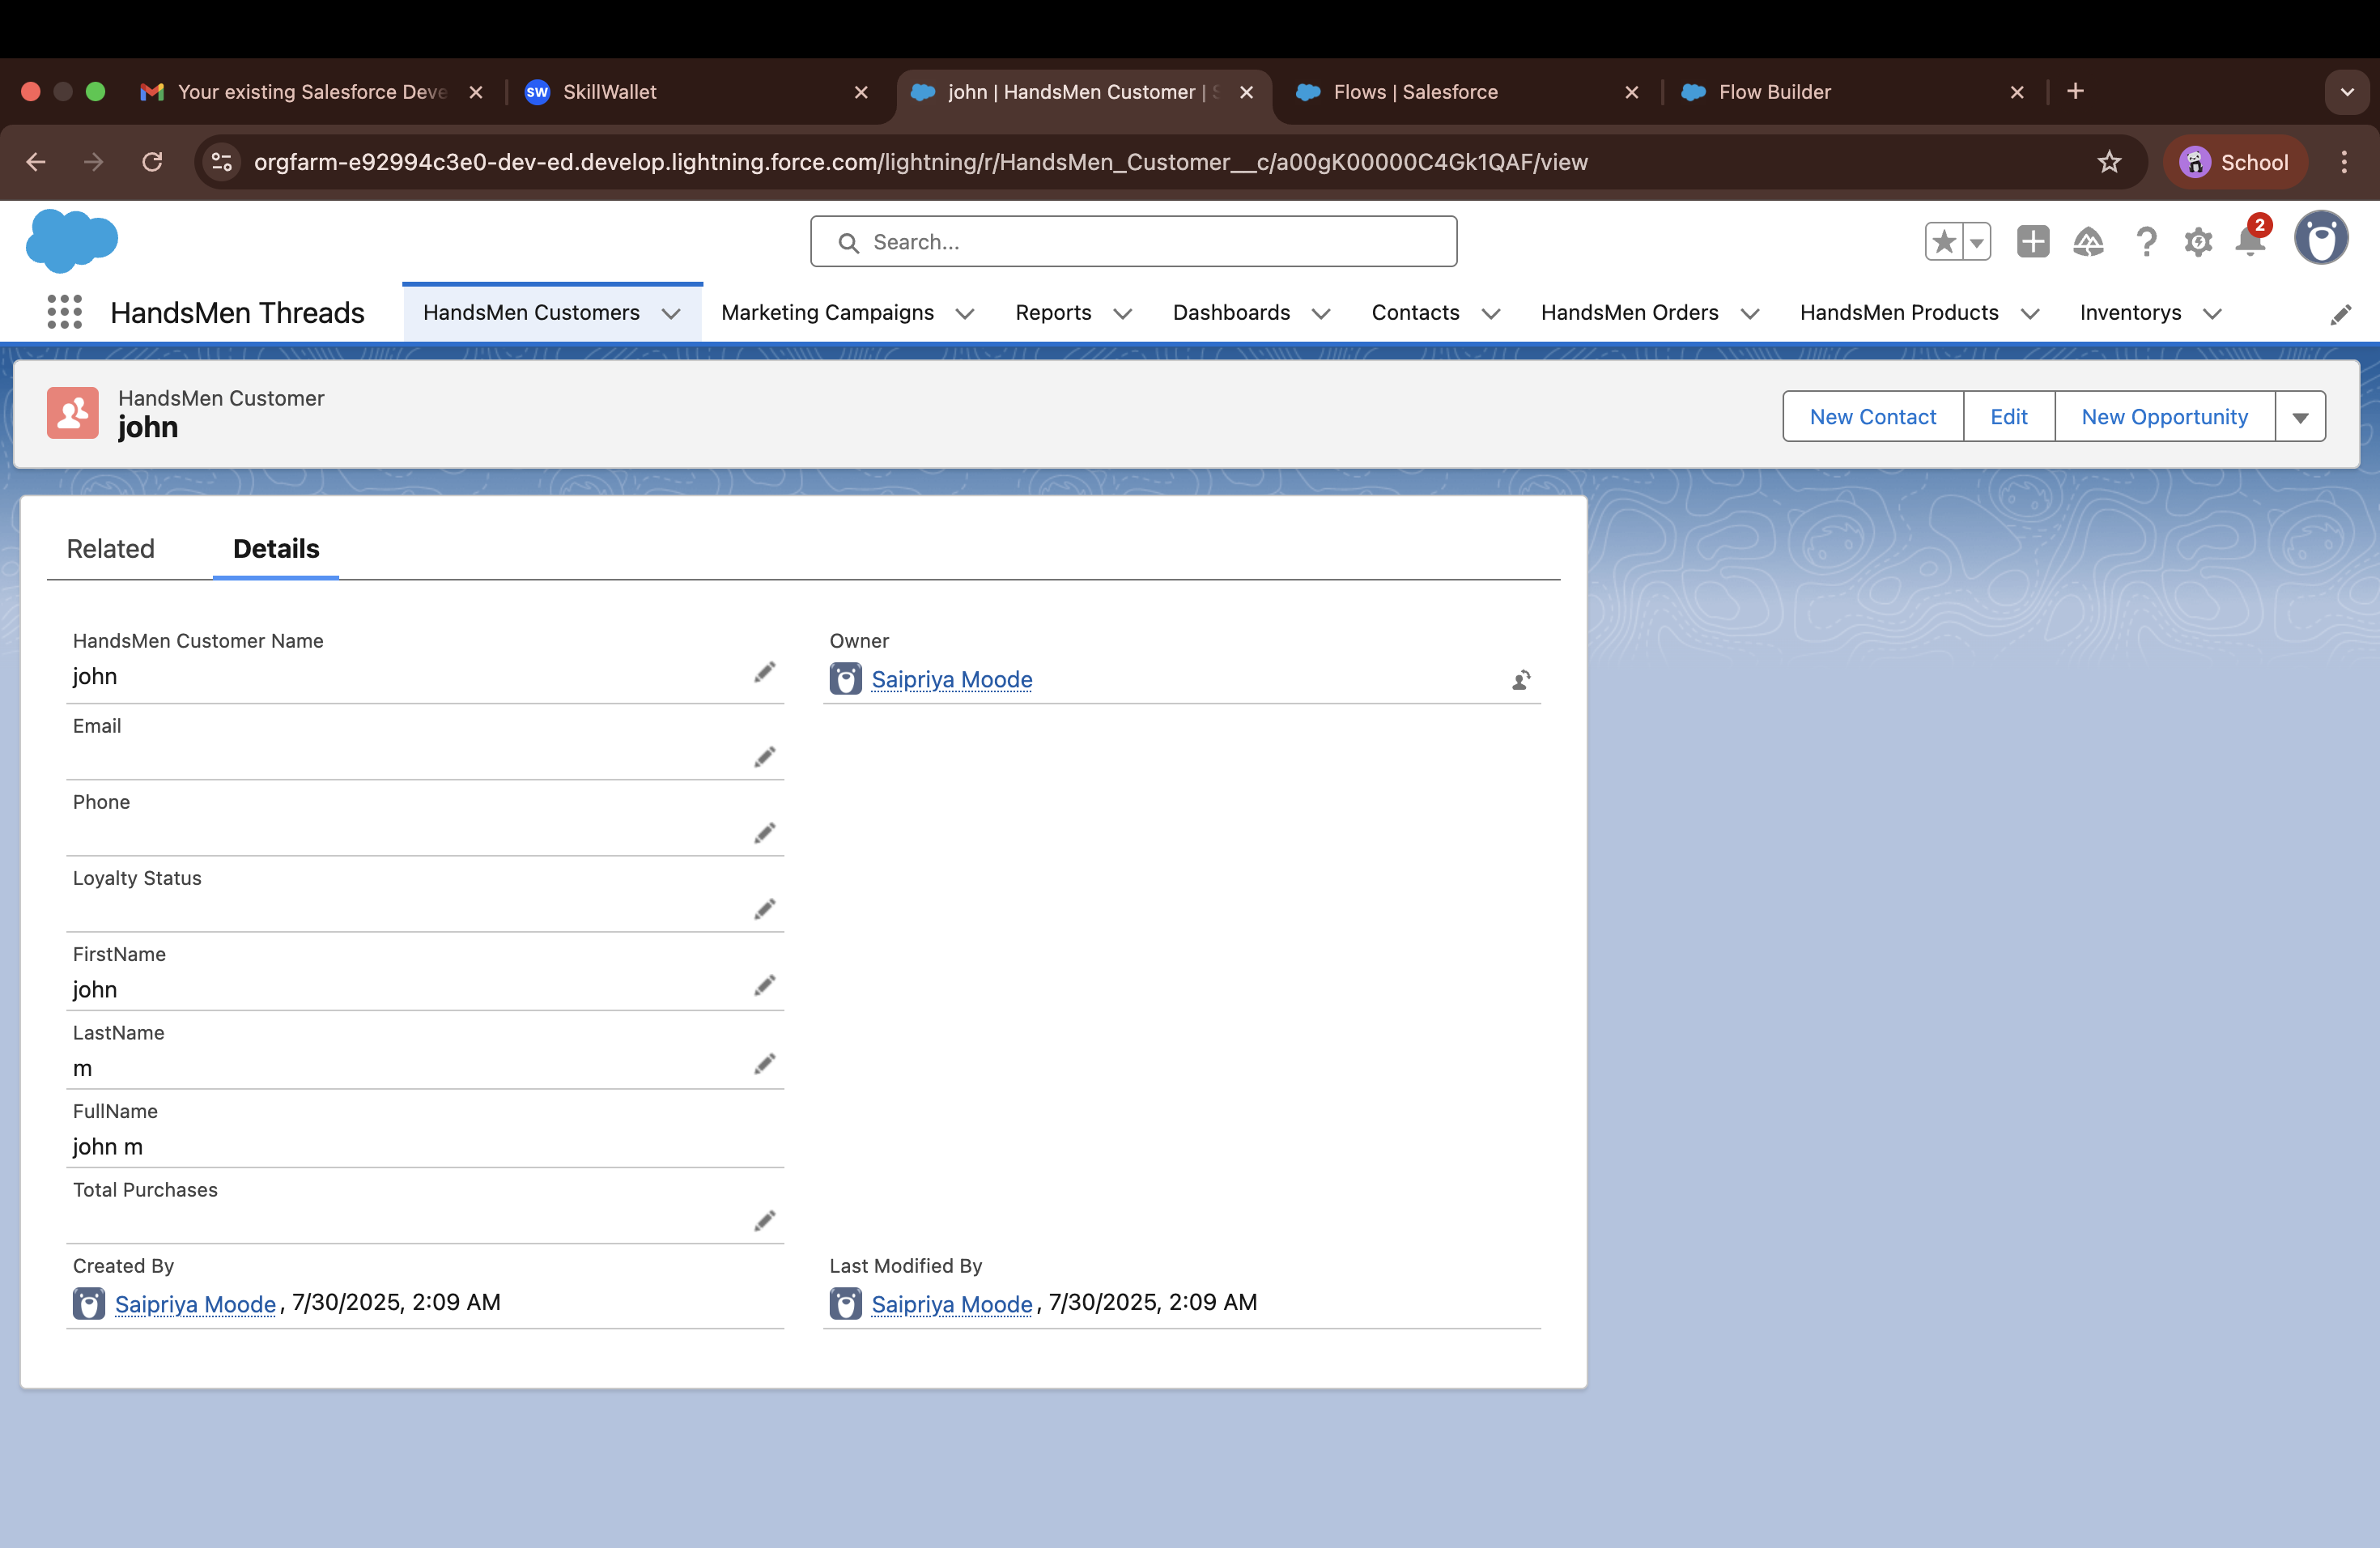 Your existing Salesforce Deve
SW SkillWallet
john | HandsMen Customer | S
Flows | Salesforce
Flow Builder
orgfarm-e92994c3e0-dev-ed.develop.lightning.force.com/lightning/r/HandsMen_Customer__c/a00gK00000C4Gk1QAF/view
School
Search...
2
HandsMen Threads
HandsMen Customers
Marketing Campaigns
Reports
Dashboards
Contacts
HandsMen Orders
HandsMen Products
Inventorys
HandsMen Customer
john
New Contact
Edit
New Opportunity
Related
Details
HandsMen Customer Name
john
Owner
Saipriya Moode
Email
Phone
Loyalty Status
FirstName
john
LastName
m
FullName
john m
Total Purchases
Created By
Saipriya Moode, 7/30/2025, 2:09 AM
Last Modified By
Saipriya Moode, 7/30/2025, 2:09 AM